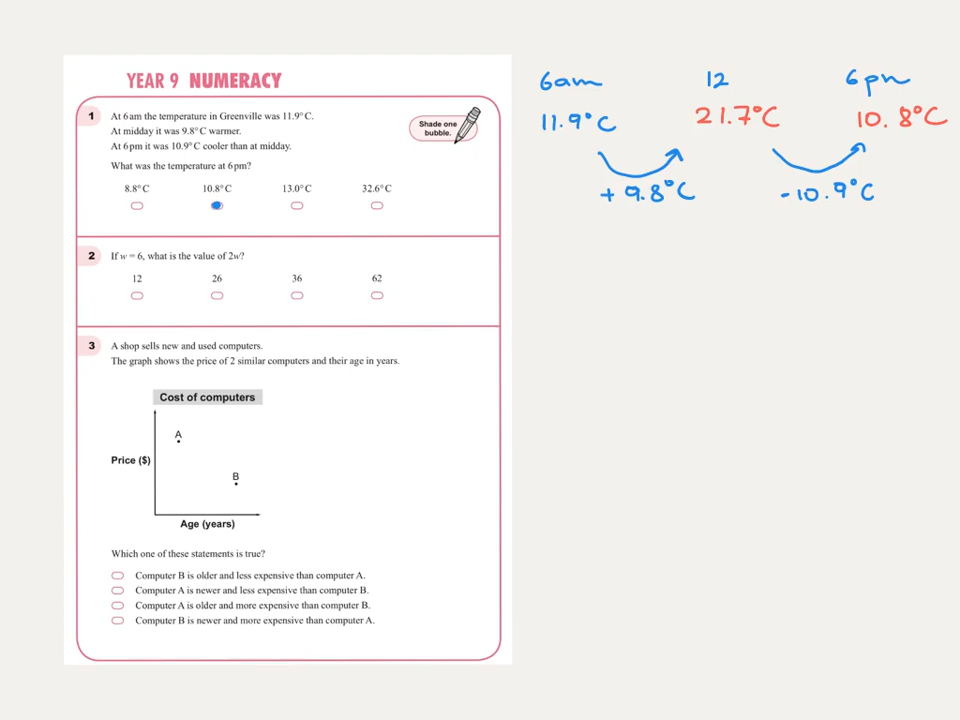 YEAR 9 NUMERACY
1 At 6 am the temperature in Greenville was 11.9° C.
At midday it was 9.8° C warmer.
At 6 pm it was 10.9° C cooler than at midday.
Shade one
bubble.
What was the temperature at 6 pm?
8.8° C 10.8° C 13.0° C 32.6° C
2 If w = 6, what is the value of 2w?
12 26 36 62
3 A shop sells new and used computers.
The graph shows the price of 2 similar computers and their age in years.
Cost of computers
A
Price ($)
B
Age (years)
Which one of these statements is true?
Computer B is older and less expensive than computer A.
Computer A is newer and less expensive than computer B.
Computer A is older and more expensive than computer B.
Computer B is newer and more expensive than computer A.
6am 12 6pm
11.9°C 21.7°C 10.8°C
+9.8°C -10.9°C